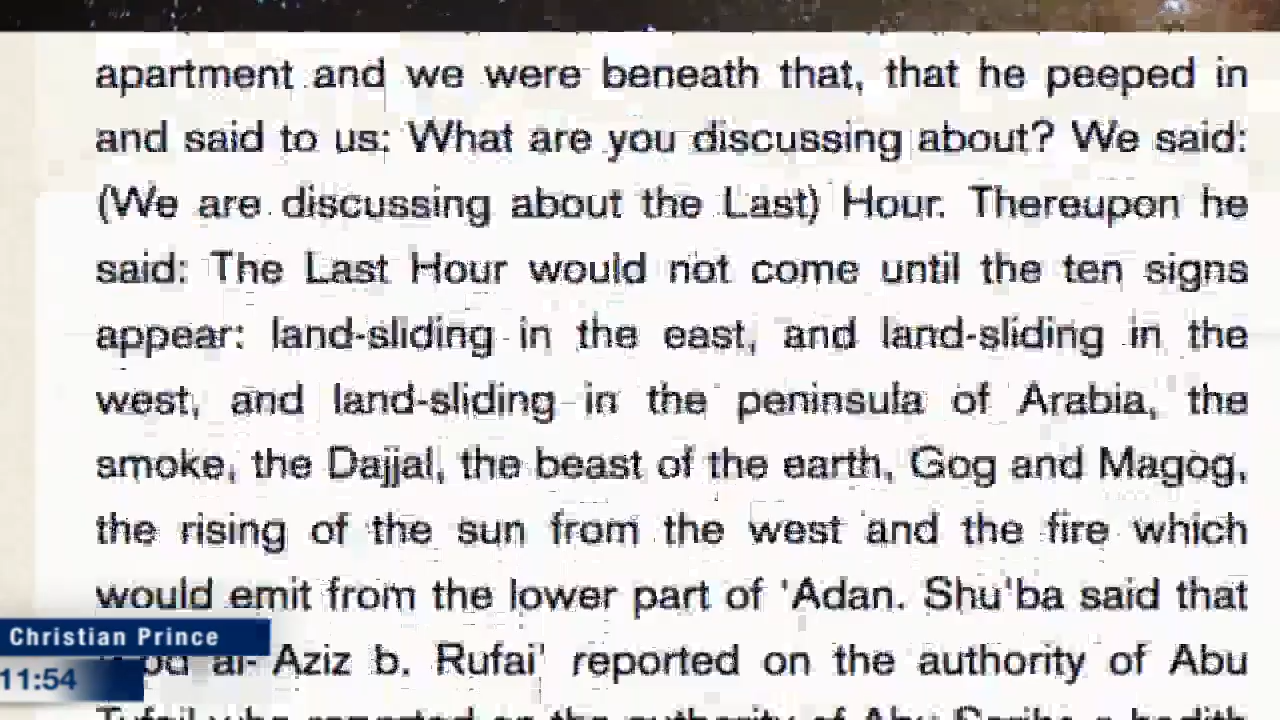 apartment and we were beneath that, that he peeped in
and said to us: What are you discussing about? We said:
(We are discussing about the Last) Hour. Thereupon he
said: The Last Hour would not come until the ten signs
appear: land-sliding in the east, and land-sliding in the
west, and land-sliding in the peninsula of Arabia, the
smoke, the Dajjal, the beast of the earth, Gog and Magog,
the rising of the sun from the west and the fire which
would emit from the lower part of 'Adan. Shu'ba said that
al- Aziz b. Rufai' reported on the authority of Abu
Christian Prince
11:54